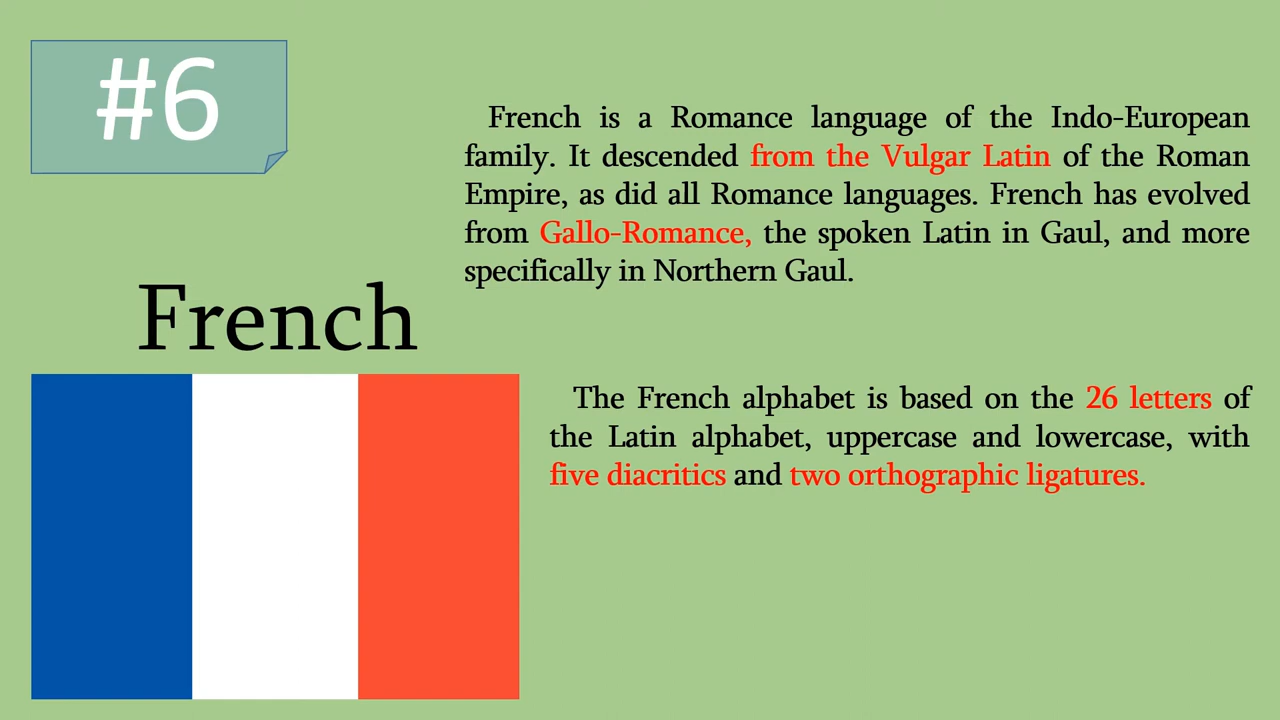 #6
French is a Romance language of the Indo-European
family. It descended from the Vulgar Latin of the Roman
Empire, as did all Romance languages. French has evolved
from Gallo-Romance, the spoken Latin in Gaul, and more
specifically in Northern Gaul.
French
The French alphabet is based on the 26 letters of
the Latin alphabet, uppercase and lowercase, with
five diacritics and two orthographic ligatures.